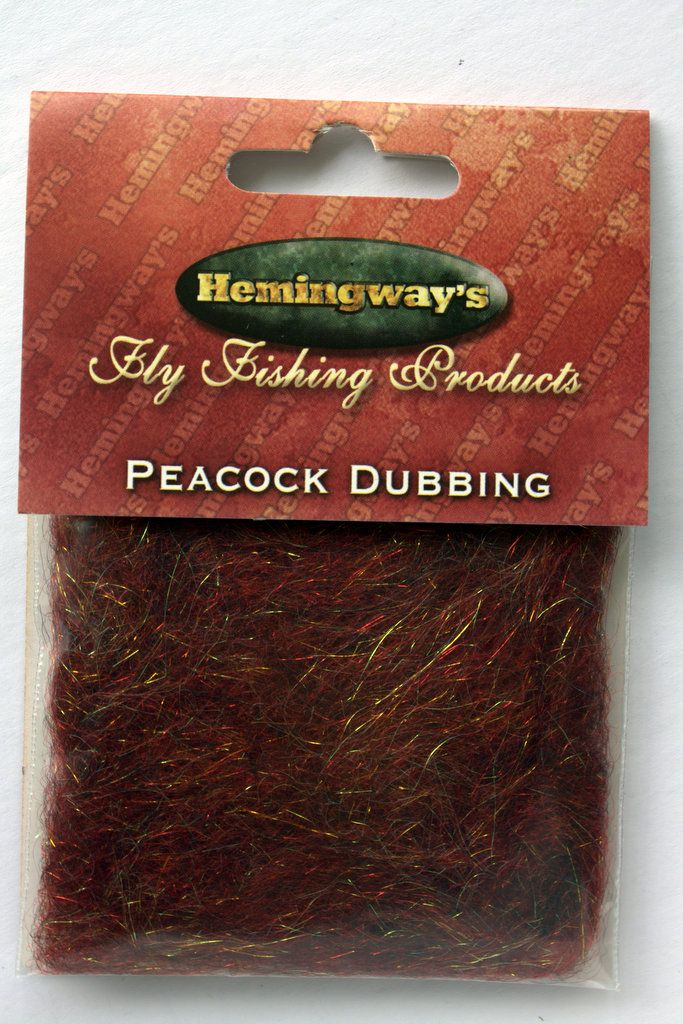 Hemingway's
Fly Fishing Products
PEACOCK DUBBING